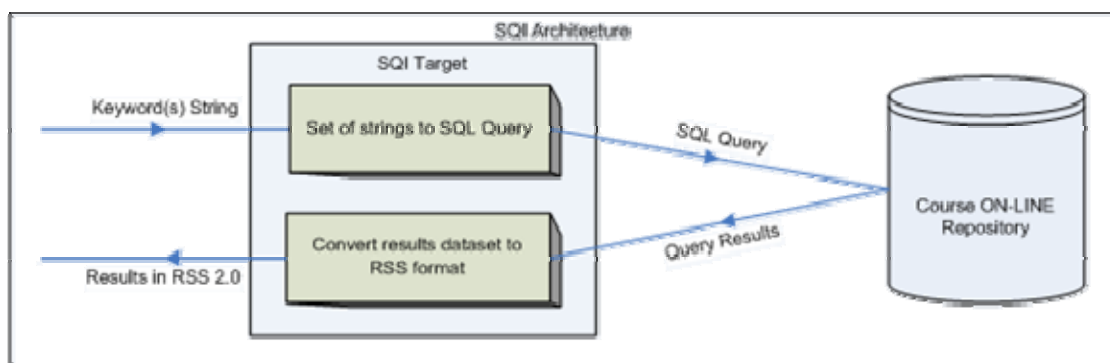 SQI Architecture
SQI Target
Keyword(s) String
Set of strings to SQL Query
SQL Query
Course ON-LINE
Repository
Convert results dataset to
RSS format
Query Results
Results in RSS 2.0